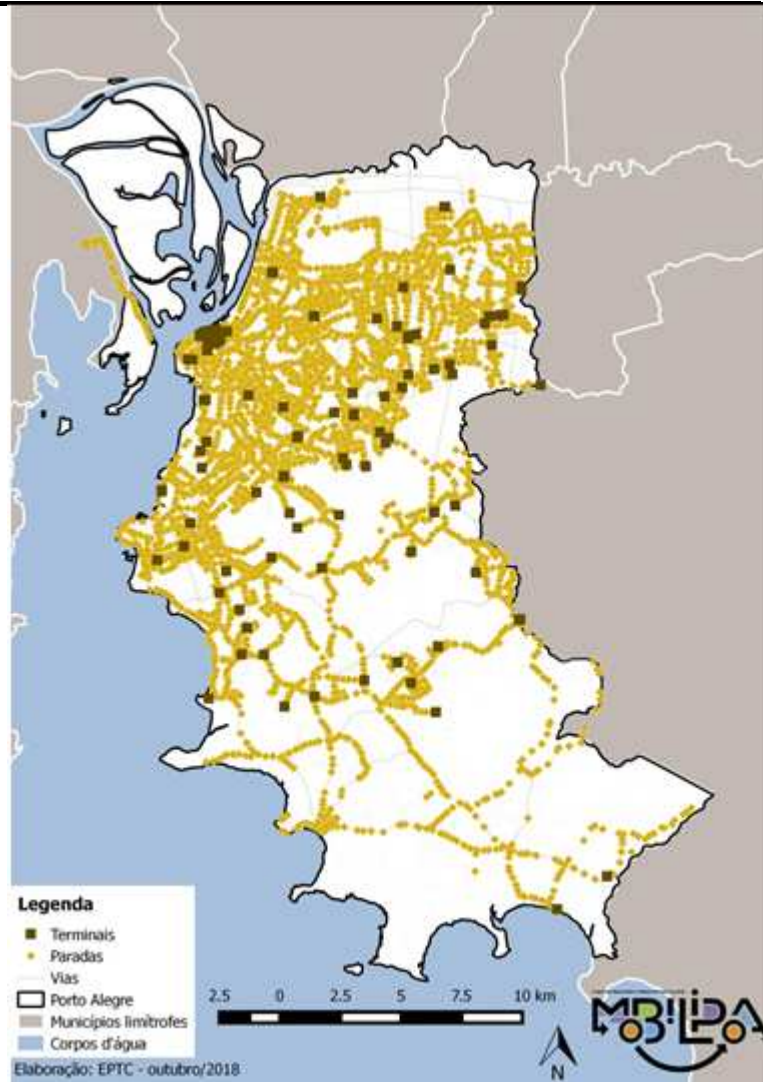 Legenda
Terminais
Paradas
Vias
Porto Alegre
Municípios limítrofes
Corpos d'água
2.5 0 2.5 5 7.5 10 km
N
MOBILIPOA
Elaboração: EPTC - outubro/2018